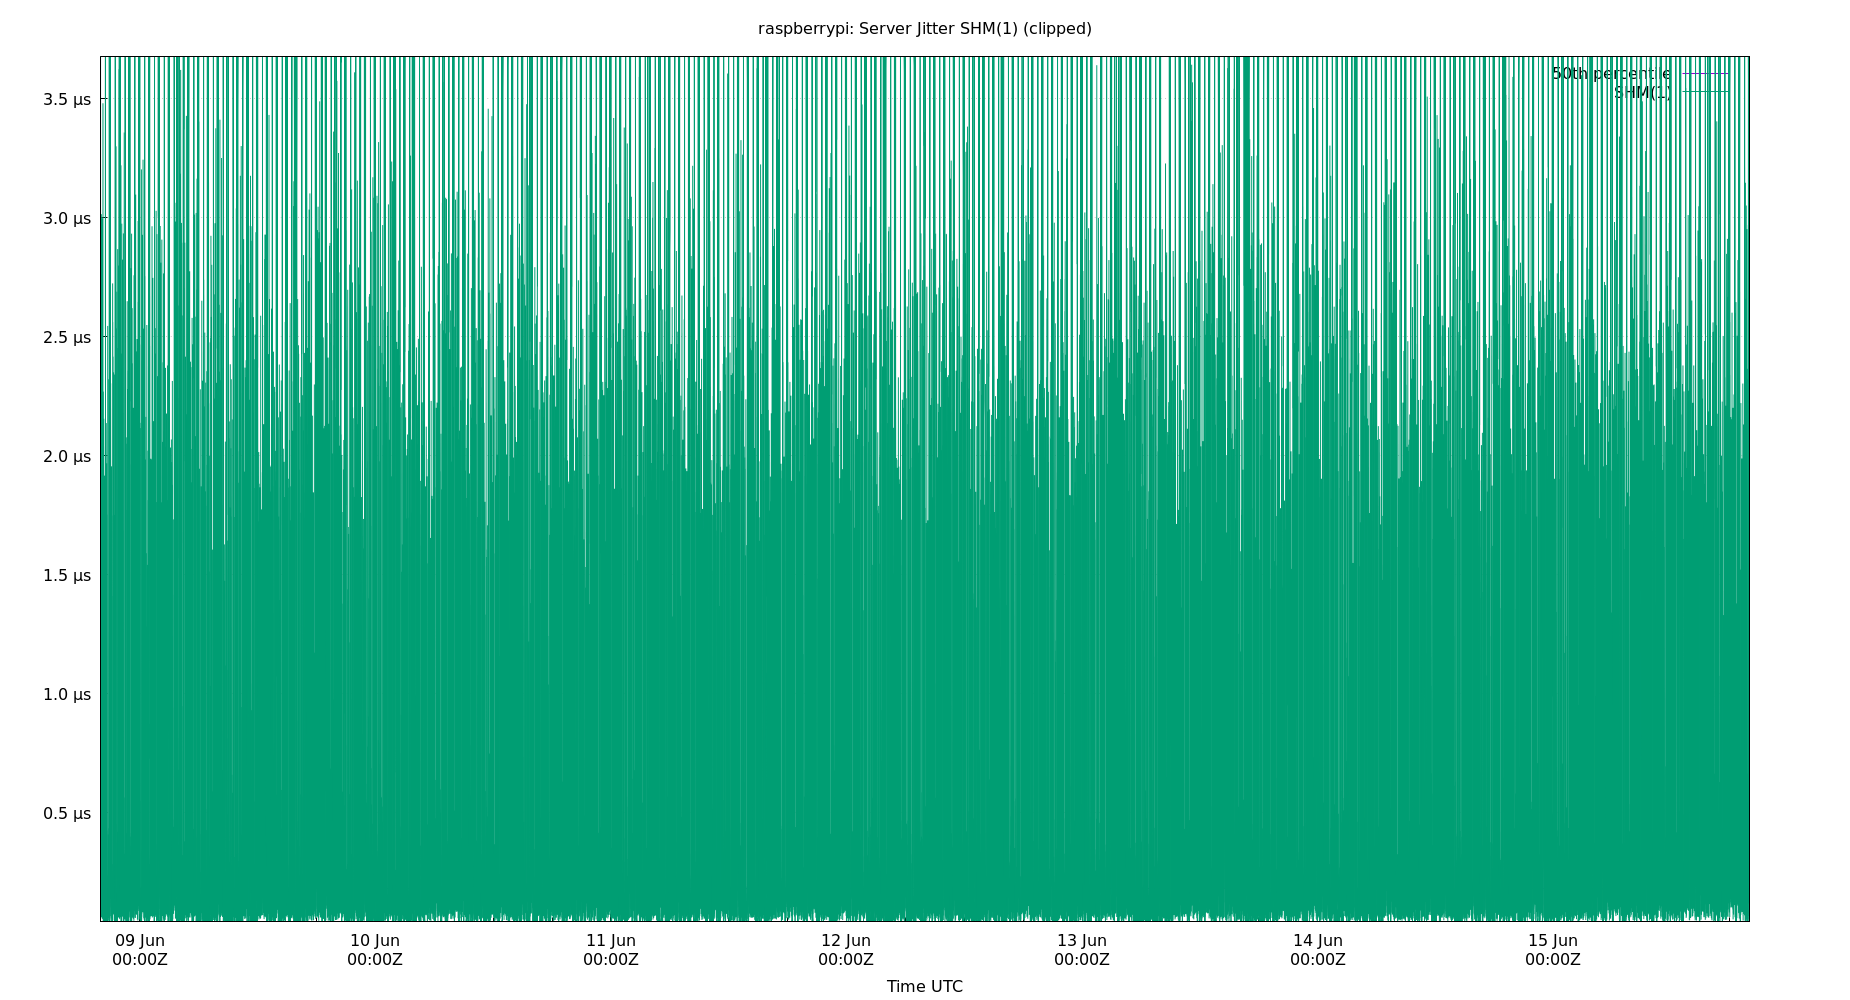 raspberrypi: Server Jitter SHM(1) (clipped)
50th percentile
SHM(1)
3.5 µs
3.0 µs
2.5 µs
2.0 µs
1.5 µs
1.0 µs
0.5 µs
09 Jun 10 Jun 11 Jun 12 Jun 13 Jun 14 Jun 15 Jun
00:00Z 00:00Z 00:00Z 00:00Z 00:00Z 00:00Z 00:00Z
Time UTC